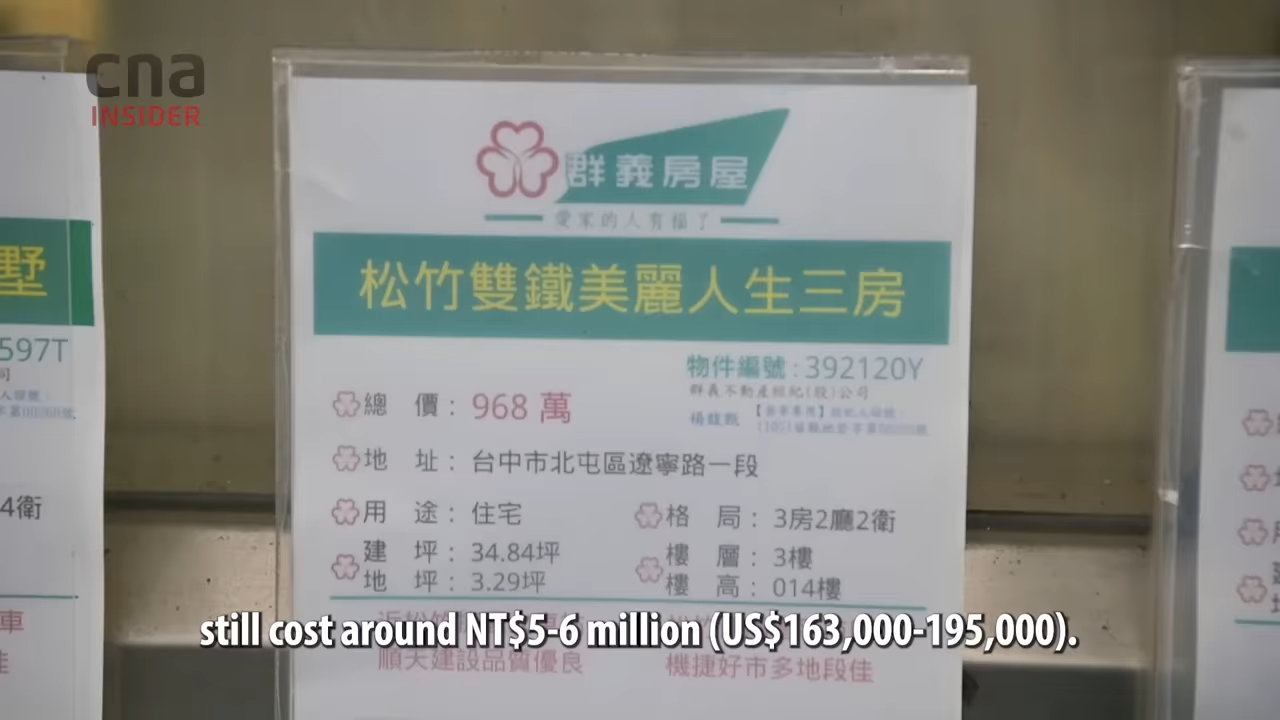 cna
INSIDER
群義房屋
愛家的人有福了
墅
松竹雙鐵美麗人生三房
597T
物件編號：392120Y
群義不動產經紀(股)公司
總 價：968 萬
地 址：台中市北屯區遼寧路一段
4衛
用 途：住宅
格 局：3房2廳2衛
建 坪：34.84坪
樓 層：3樓
地 坪：3.29坪
樓 高：014樓
車
still cost around NT$5-6 million (US$163,000-195,000).
順天建設品質優良
機捷好市多地段佳
佳